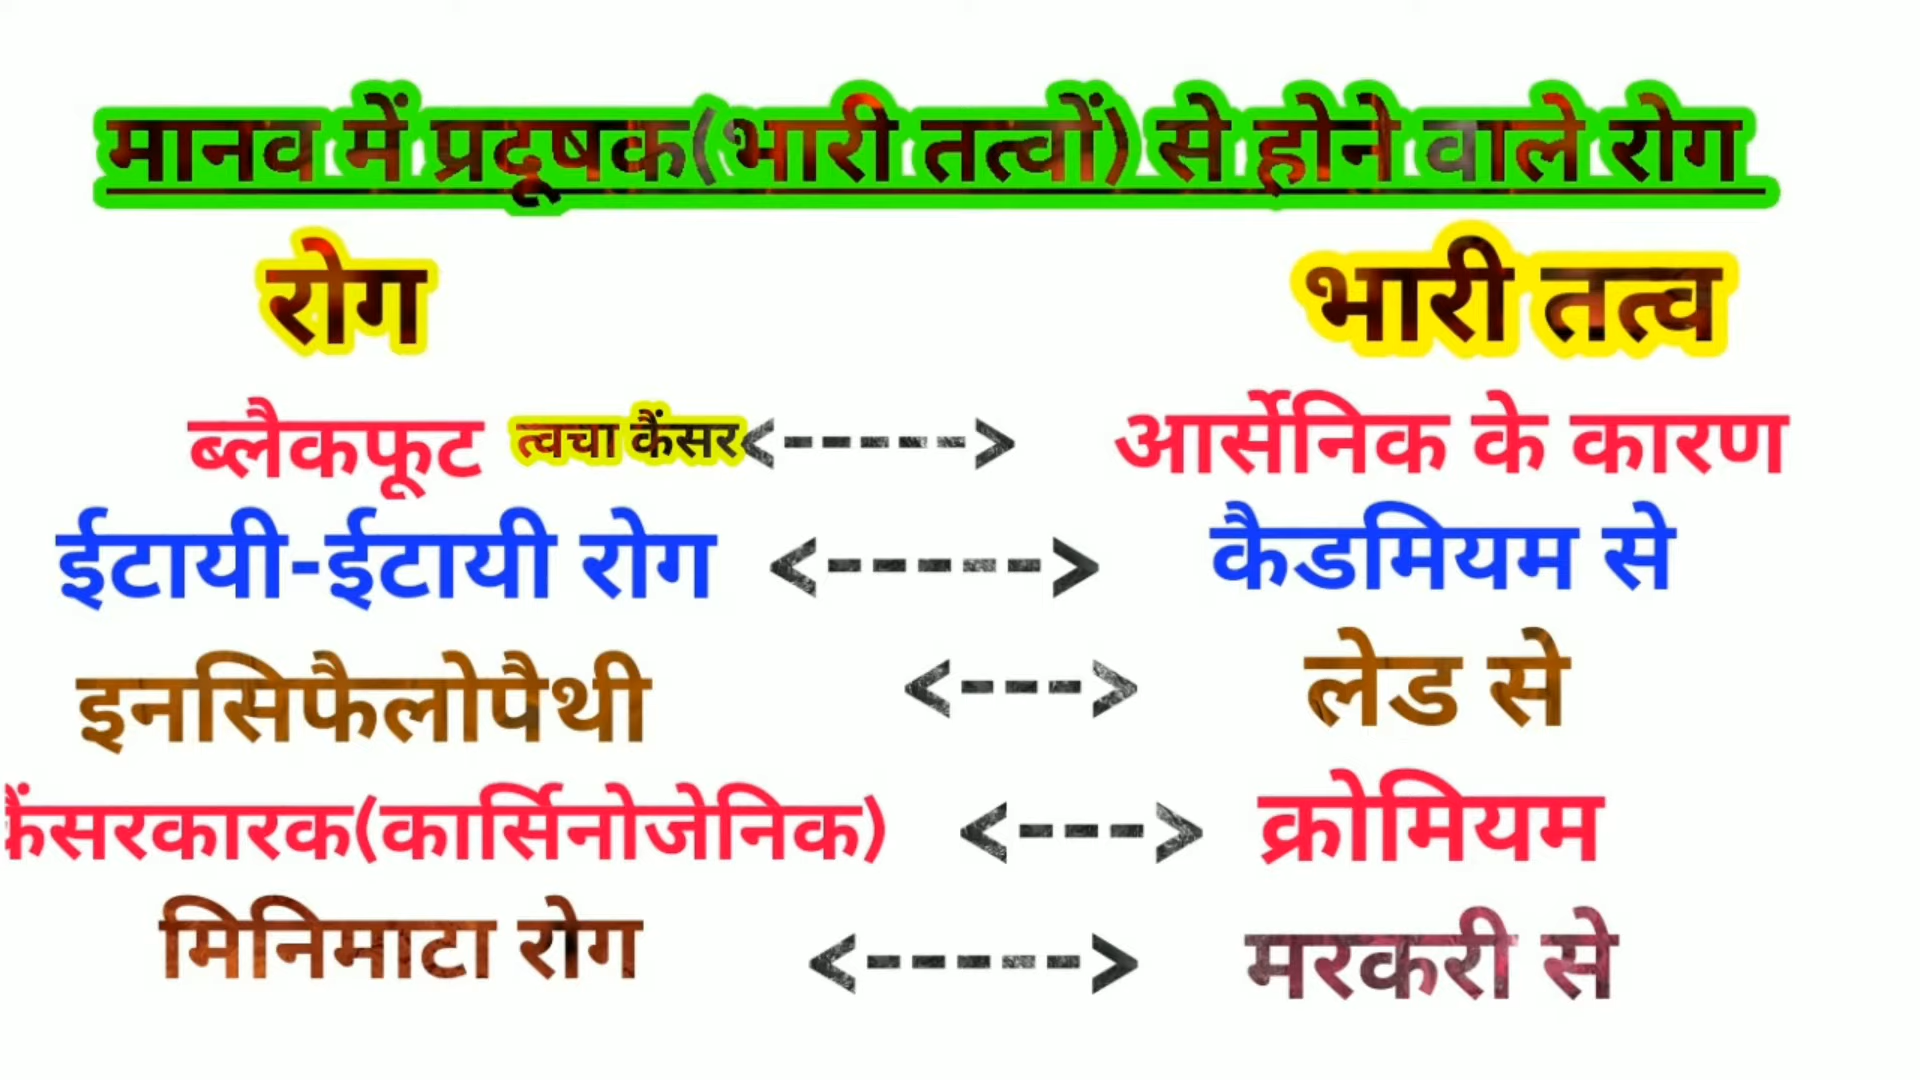 मानव में प्रदूषक(भारी तत्वों) से होने वाले रोग
रोग भारी तत्व
ब्लैकफूट त्वचा कैंसर <------> आर्सेनिक के कारण
ईटायी-ईटायी रोग <-----> कैडमियम से
इनसिफैलोपैथी <---> लेड से
कैंसरकारक(कार्सिनोजेनिक) <---> क्रोमियम
मिनिमाटा रोग <-----> मरकरी से